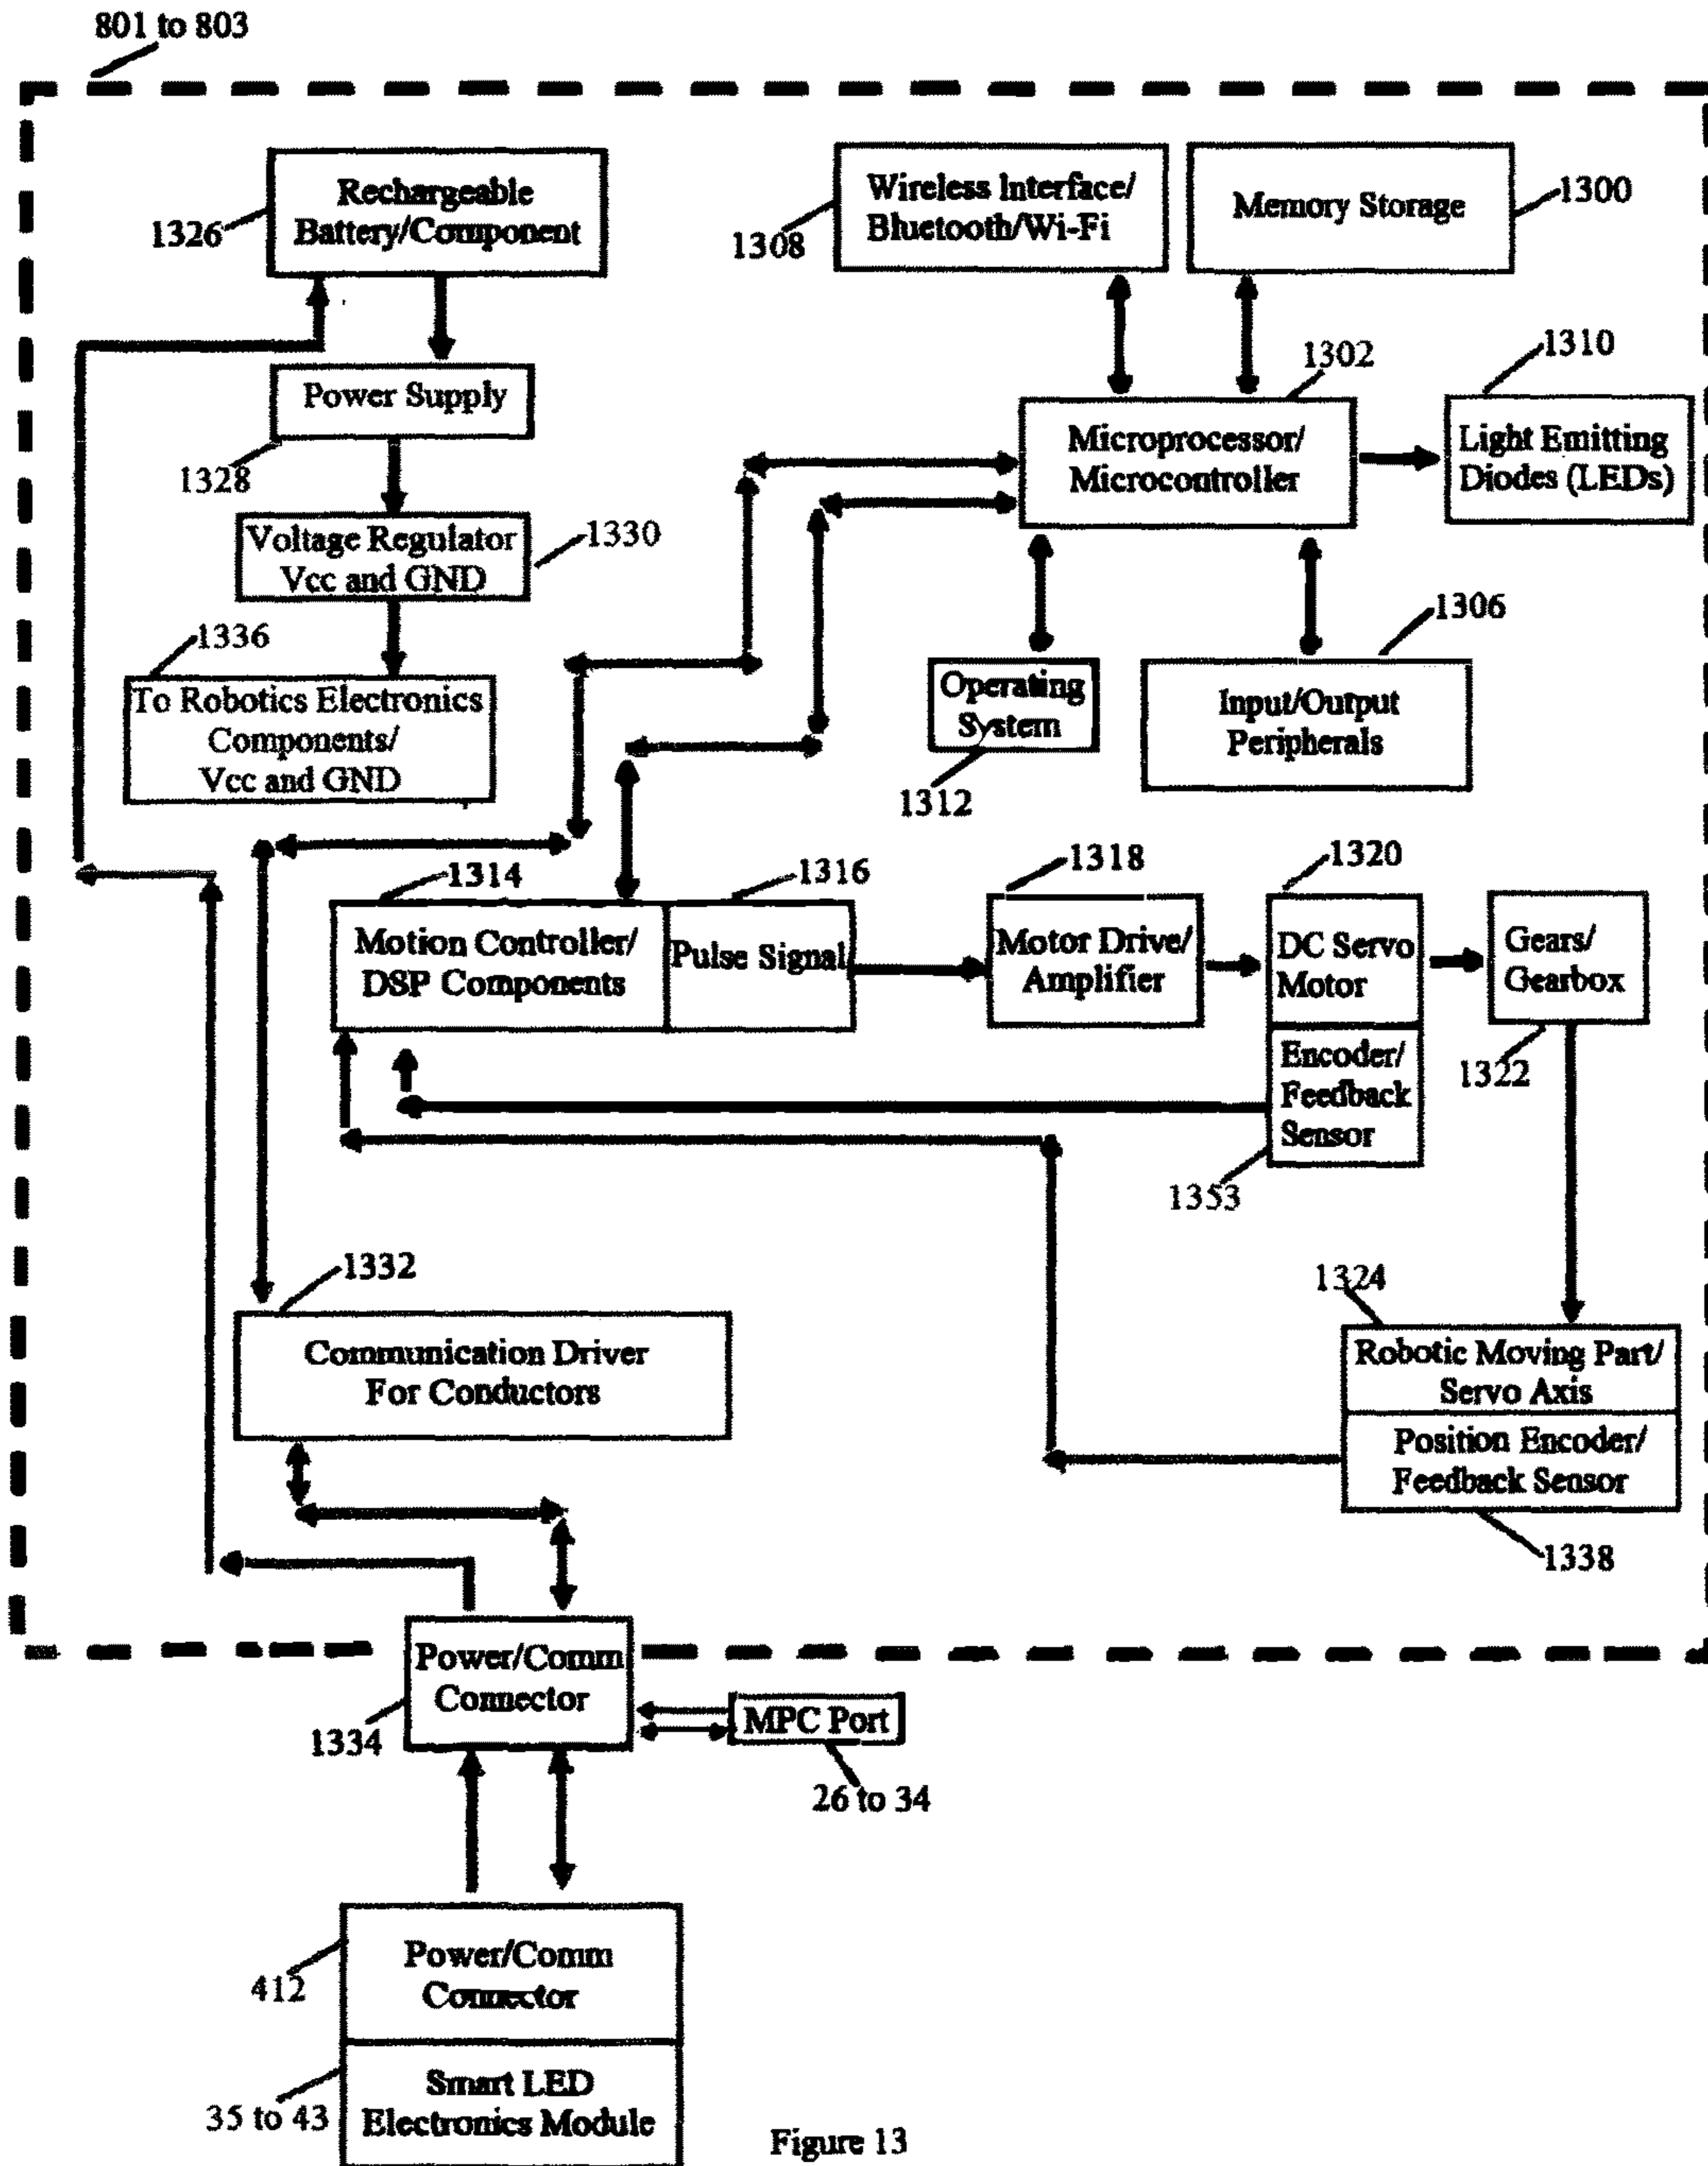 801 to 803
Rechargeable
Battery/Component
1326
Wireless Interface/
Bluetooth/Wi-Fi
1308
Memory Storage
1300
Power Supply
1328
1302
Microprocessor/
Microcontroller
1310
Light Emitting
Diodes (LEDs)
Voltage Regulator
Vcc and GND
1330
1336
To Robotics Electronics
Components/
Vcc and GND
Operating
System
1312
1306
Input/Output
Peripherals
1314
Motion Controller/
DSP Components
1316
Pulse Signal
1318
Motor Drive/
Amplifier
1320
DC Servo
Motor
Gears/
Gearbox
1322
Encoder/
Feedback
Sensor
1353
1332
Communication Driver
For Conductors
1324
Robotic Moving Part/
Servo Axis
Position Encoder/
Feedback Sensor
1338
Power/Comm
Connector
1334
MPC Port
26 to 34
Power/Comm
Connector
412
Smart LED
Electronics Module
35 to 43
Figure 13